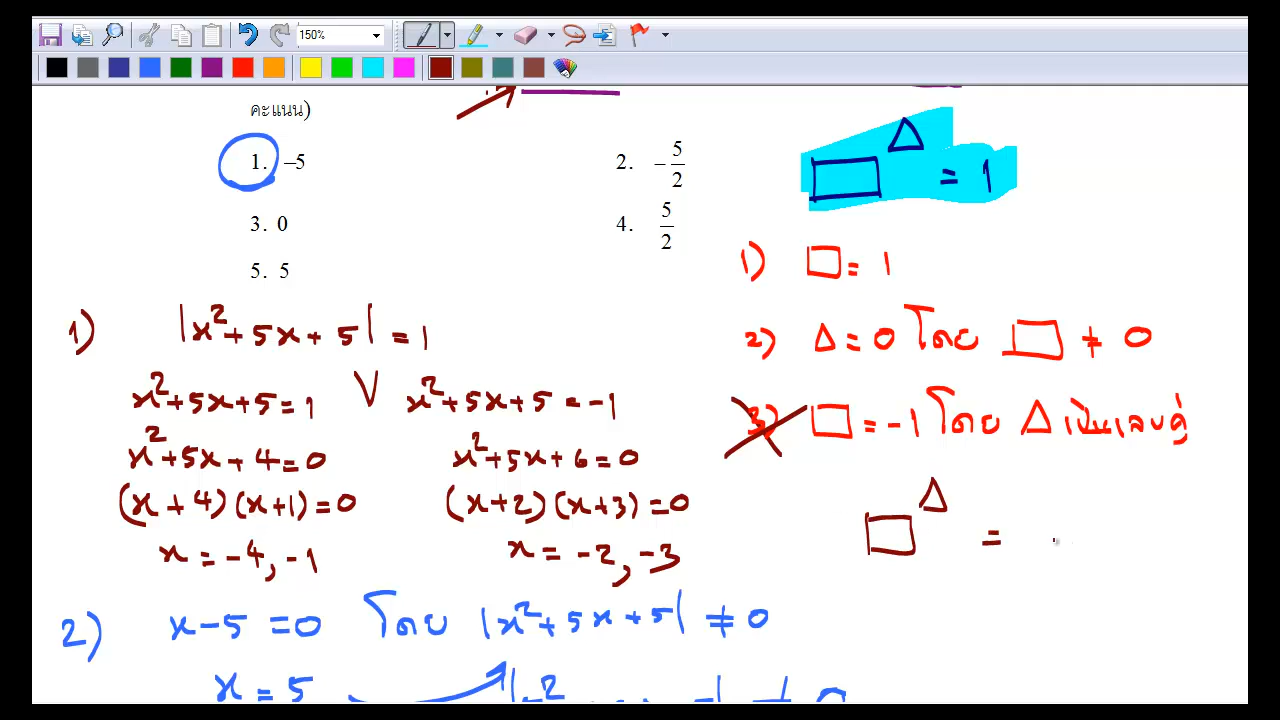 150%
คะแนน)
1. –5
2. –5/2
3. 0
4. 5/2
5. 5
□^Δ = 1
1) □ = 1
2) Δ = 0 โดย □ ≠ 0
3) □ = -1 โดย Δ เป็นเลขคู่
□^Δ =
1) |x²+5x+5| = 1
x²+5x+5=1 V x²+5x+5=-1
x²+5x+4=0 x²+5x+6=0
(x+4)(x+1)=0 (x+2)(x+3)=0
x=-4,-1 x=-2,-3
2) x-5=0 โดย |x²+5x+5| ≠ 0
x=5